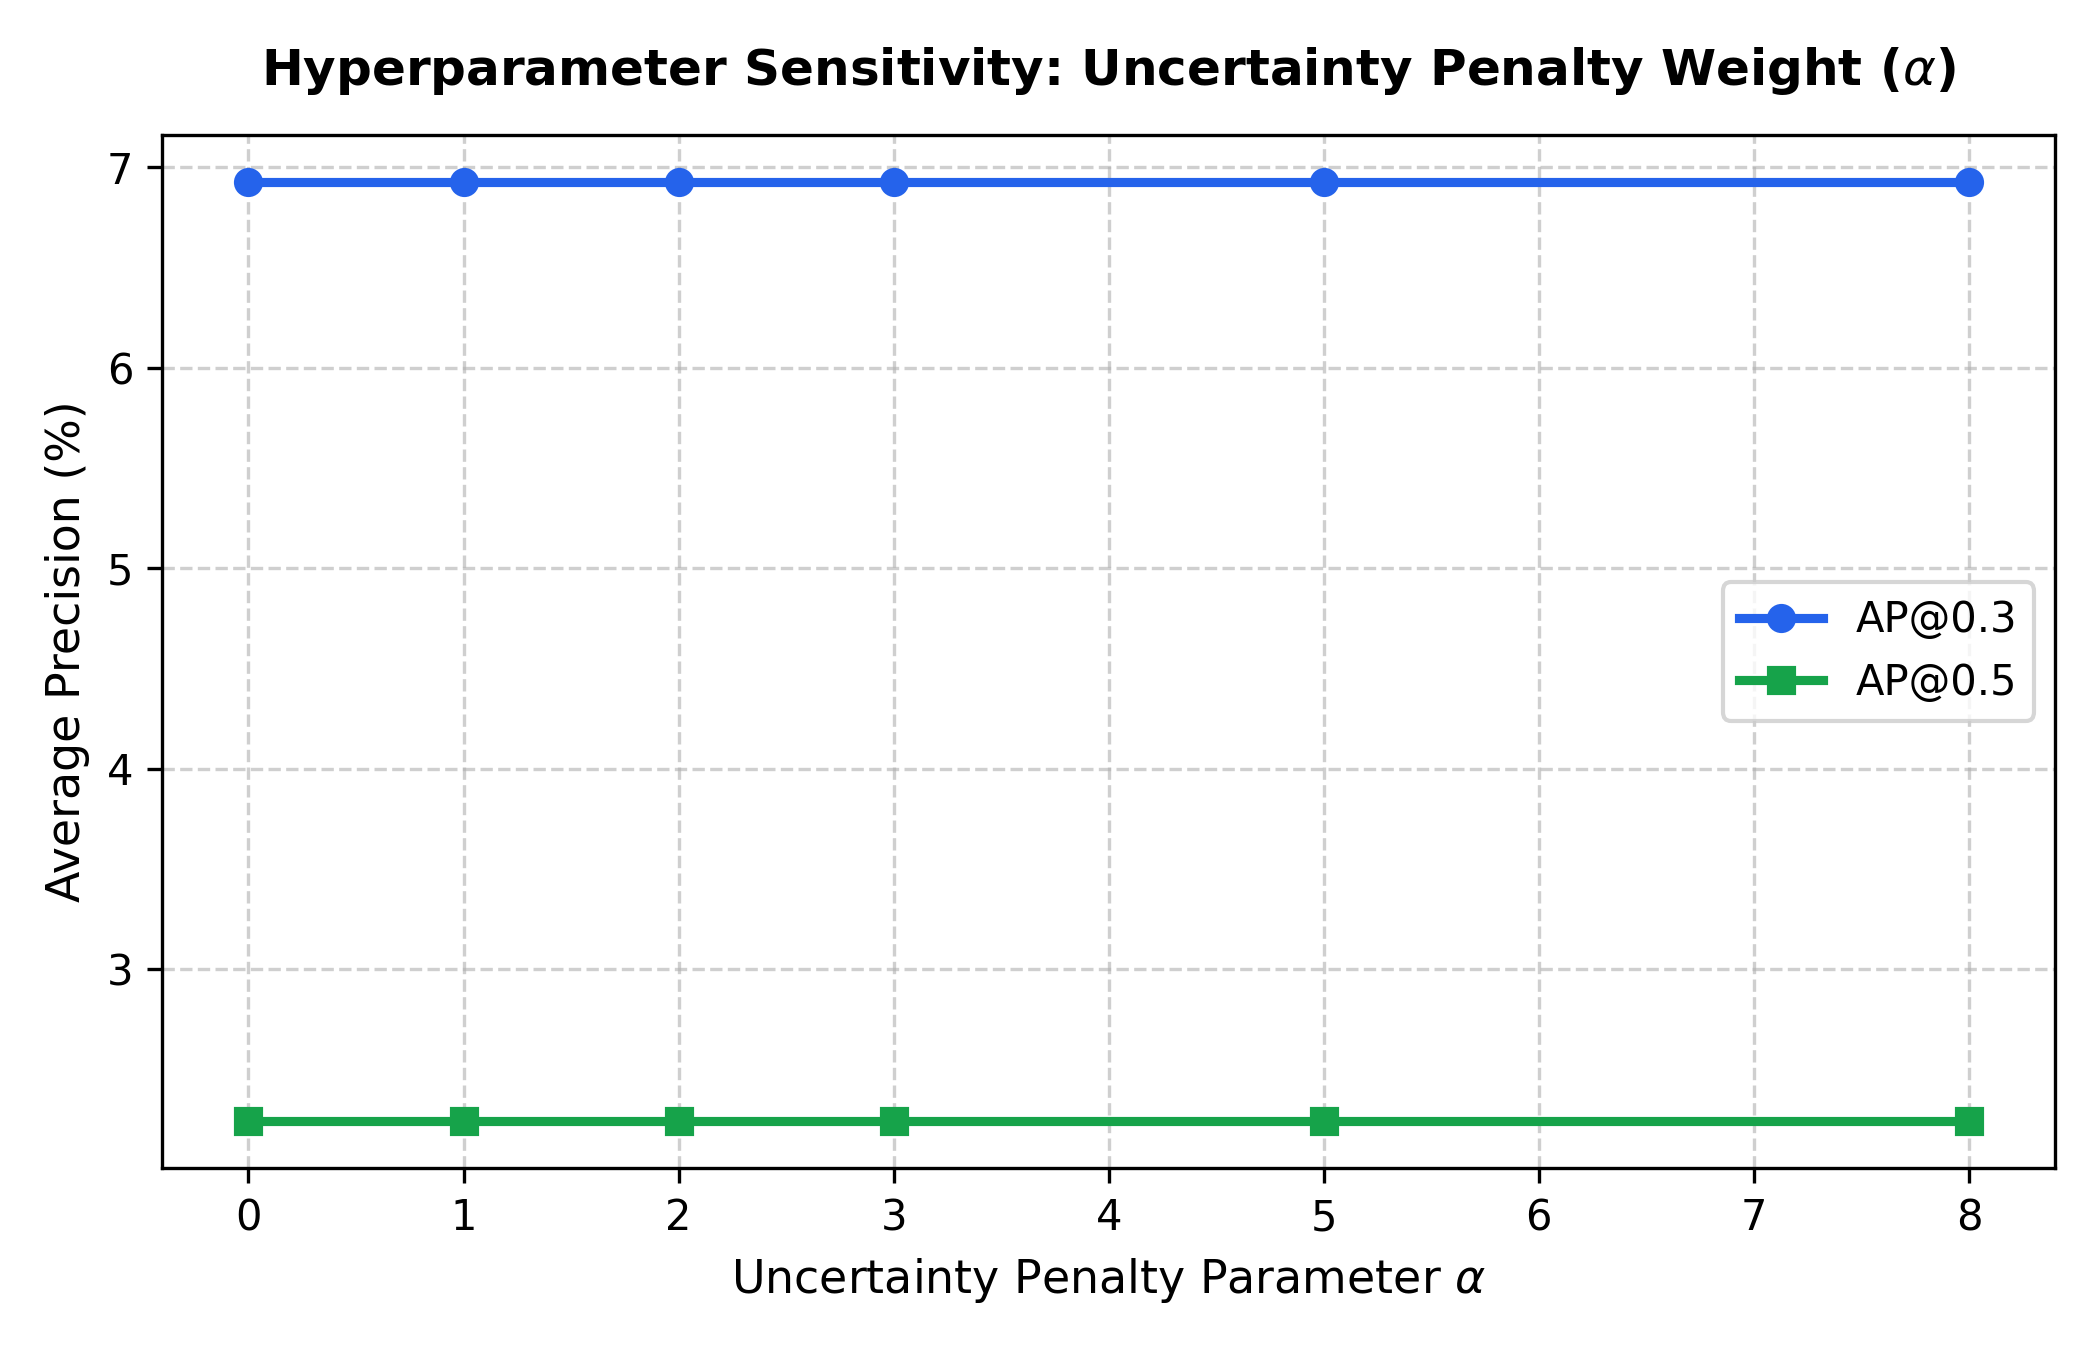 Hyperparameter Sensitivity: Uncertainty Penalty Weight (α)
Average Precision (%)
7
6
5
4
3
AP@0.3
AP@0.5
0 1 2 3 4 5 6 7 8
Uncertainty Penalty Parameter α